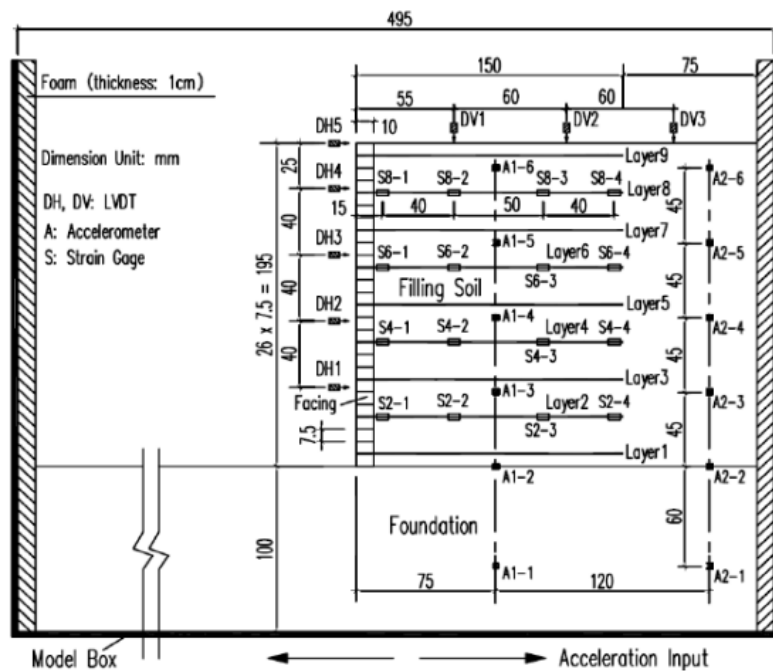 495
Foam (thickness: 1cm)
150
75
55
60
60
10
DV1
DV2
DV3
DH5
Dimension Unit: mm
DH, DV: LVDT
A: Accelerometer
S: Strain Gage
25
DH4
Layer9
A1-6
S8-1
S8-2
S8-3
S8-4
Layer8
A2-6
15
40
50
40
45
40
DH3
Layer7
A1-5
A2-5
S6-1
S6-2
Layer6
S6-4
S6-3
26 x 7.5 = 195
Filling Soil
45
40
DH2
Layer5
A1-4
A2-4
S4-1
S4-2
Layer4
S4-4
S4-3
45
40
DH1
Layer3
A1-3
A2-3
Facing
S2-1
S2-2
Layer2
S2-4
S2-3
45
7.5
Layer1
A1-2
A2-2
100
Foundation
60
A1-1
A2-1
75
120
Model Box
Acceleration Input